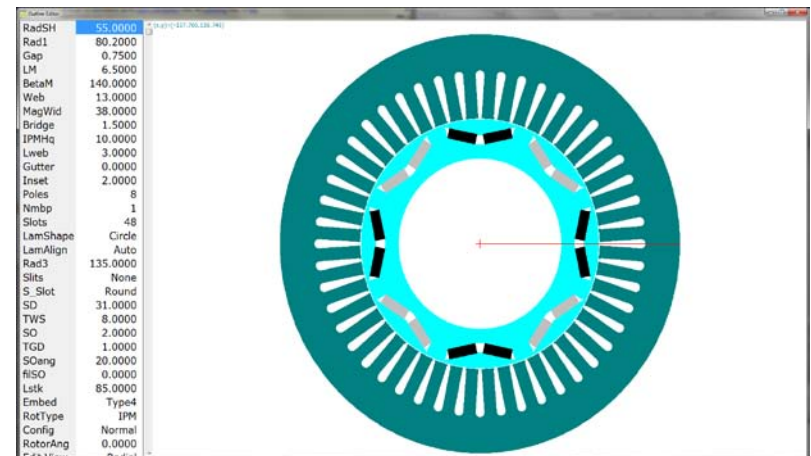 Outline Editor
RadSH 55.0000
Rad1 80.2000
Gap 0.7500
LM 6.5000
BetaM 140.0000
Web 13.0000
MagWid 38.0000
Bridge 1.5000
IPMHq 10.0000
Lweb 3.0000
Gutter 0.0000
Inset 2.0000
Poles 8
Nmbp 1
Slots 48
LamShape Circle
LamAlign Auto
Rad3 135.0000
Slits None
S_Slot Round
SD 31.0000
TWS 8.0000
SO 2.0000
TGD 1.0000
SOang 20.0000
filSO 0.0000
Lstk 85.0000
Embed Type4
RotType IPM
Config Normal
RotorAng 0.0000